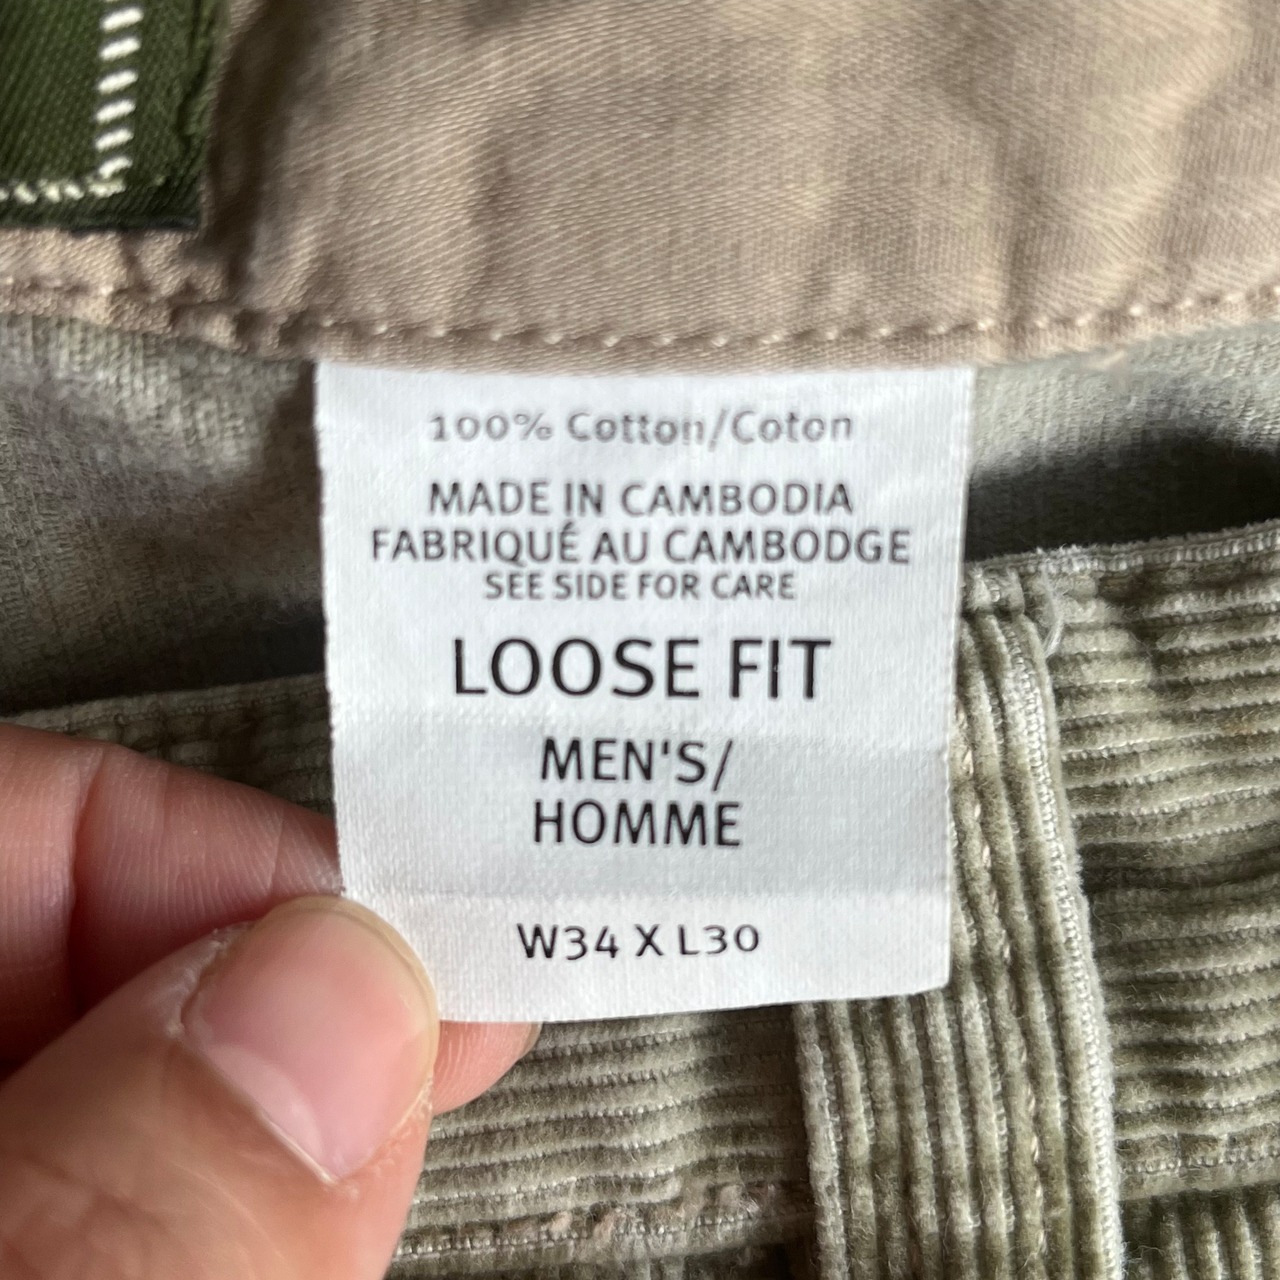 100% Cotton/Coton
MADE IN CAMBODIA
FABRIQUÉ AU CAMBODGE
SEE SIDE FOR CARE
LOOSE FIT
MEN'S/
HOMME
W34 X L30